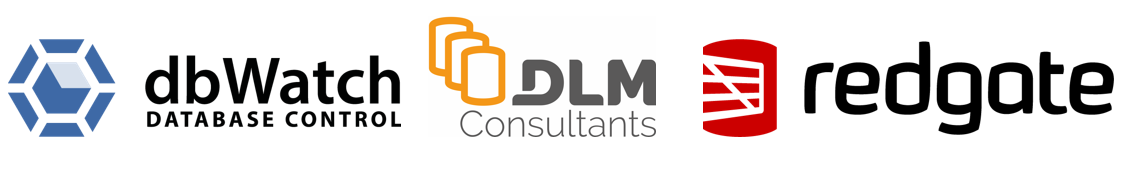 dbWatch
DATABASE CONTROL
DLM
Consultants
redgate